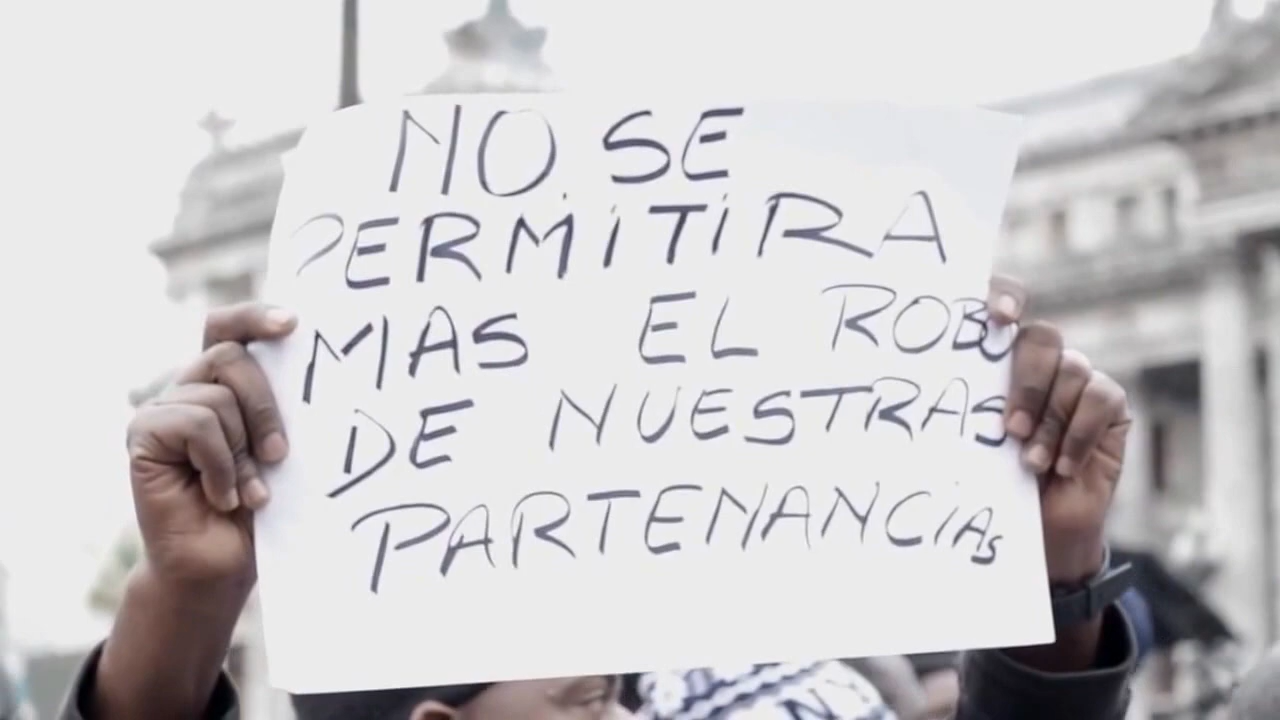 NO SE
PERMITIRA
MAS EL ROBO
DE NUESTRAS
PARTENANCIAS